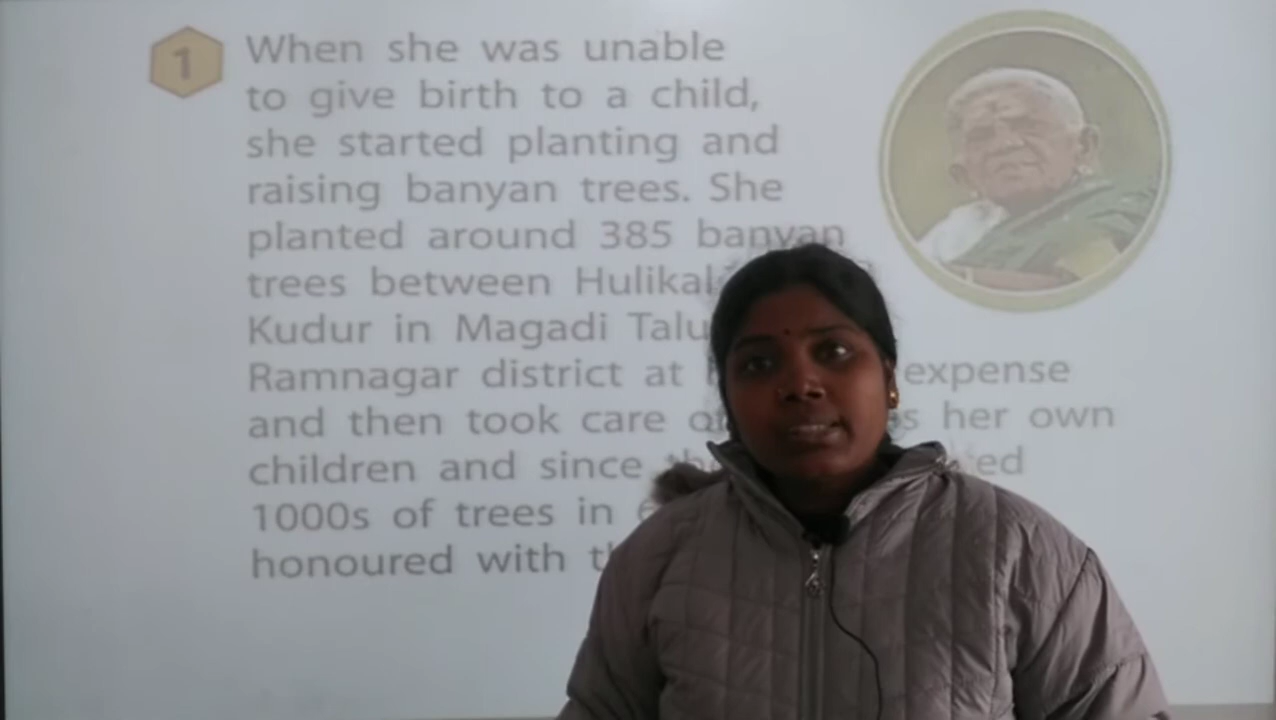 1
When she was unable
to give birth to a child,
she started planting and
raising banyan trees. She
planted around 385 banyan
trees between Hulikal
Kudur in Magadi
Ramnagar district at expense
and then took care her own
children and since
1000s of trees in
honoured with